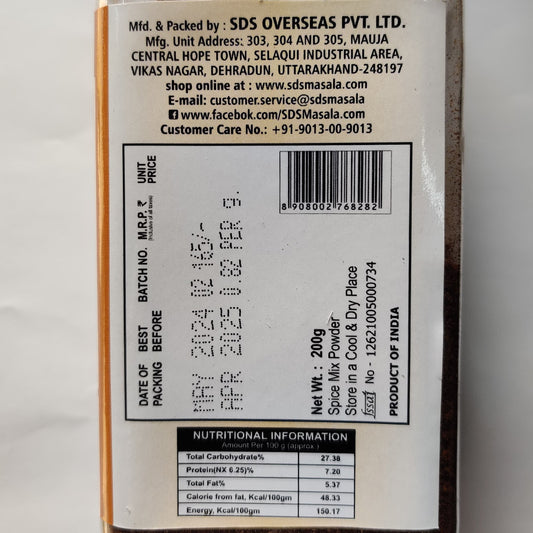 Mfd. & Packed by : SDS OVERSEAS PVT. LTD.
Mfg. Unit Address: 303, 304 AND 305, MAUJA
CENTRAL HOPE TOWN, SELAQUI INDUSTRIAL AREA,
VIKAS NAGAR, DEHRADUN, UTTARAKHAND-248197
shop online at : www.sdsmasala.com
E-mail: customer.service@sdsmasala
www.facebok.com/SDSMasala.com
Customer Care No.: +91-9013-00-9013
8 908002 768282
DATE OF PACKING
BEST BEFORE
BATCH NO.
M.R.P. ₹
(Inclusive of all taxes)
UNIT PRICE
MAY 2024 02 165/-
APR 2025 0.82 PER g.
Net Wt.: 200g
Spice Mix Powder
Store in a Cool & Dry Place
fssai No - 12621005000734
PRODUCT OF INDIA
NUTRITIONAL INFORMATION
Amount Per 100 g (approx.)
Total Carbohydrate% 27.38
Protein(NX 6.25)% 7.20
Total Fat% 5.37
Calorie from fat, Kcal/100gm 48.33
Energy, Kcal/100gm 150.17